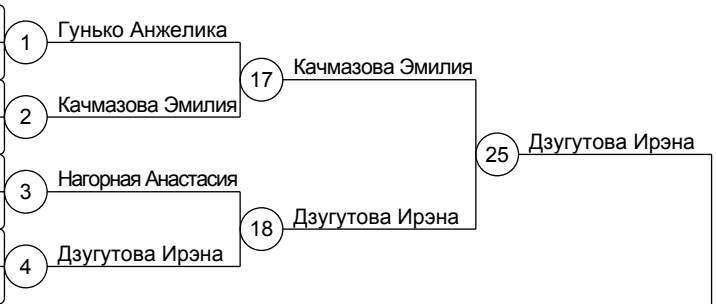 1 Гунько Анжелика
17 Качмазова Эмилия
2 Качмазова Эмилия
25 Дзугутова Ирэна
3 Нагорная Анастасия
18 Дзугутова Ирэна
4 Дзугутова Ирэна